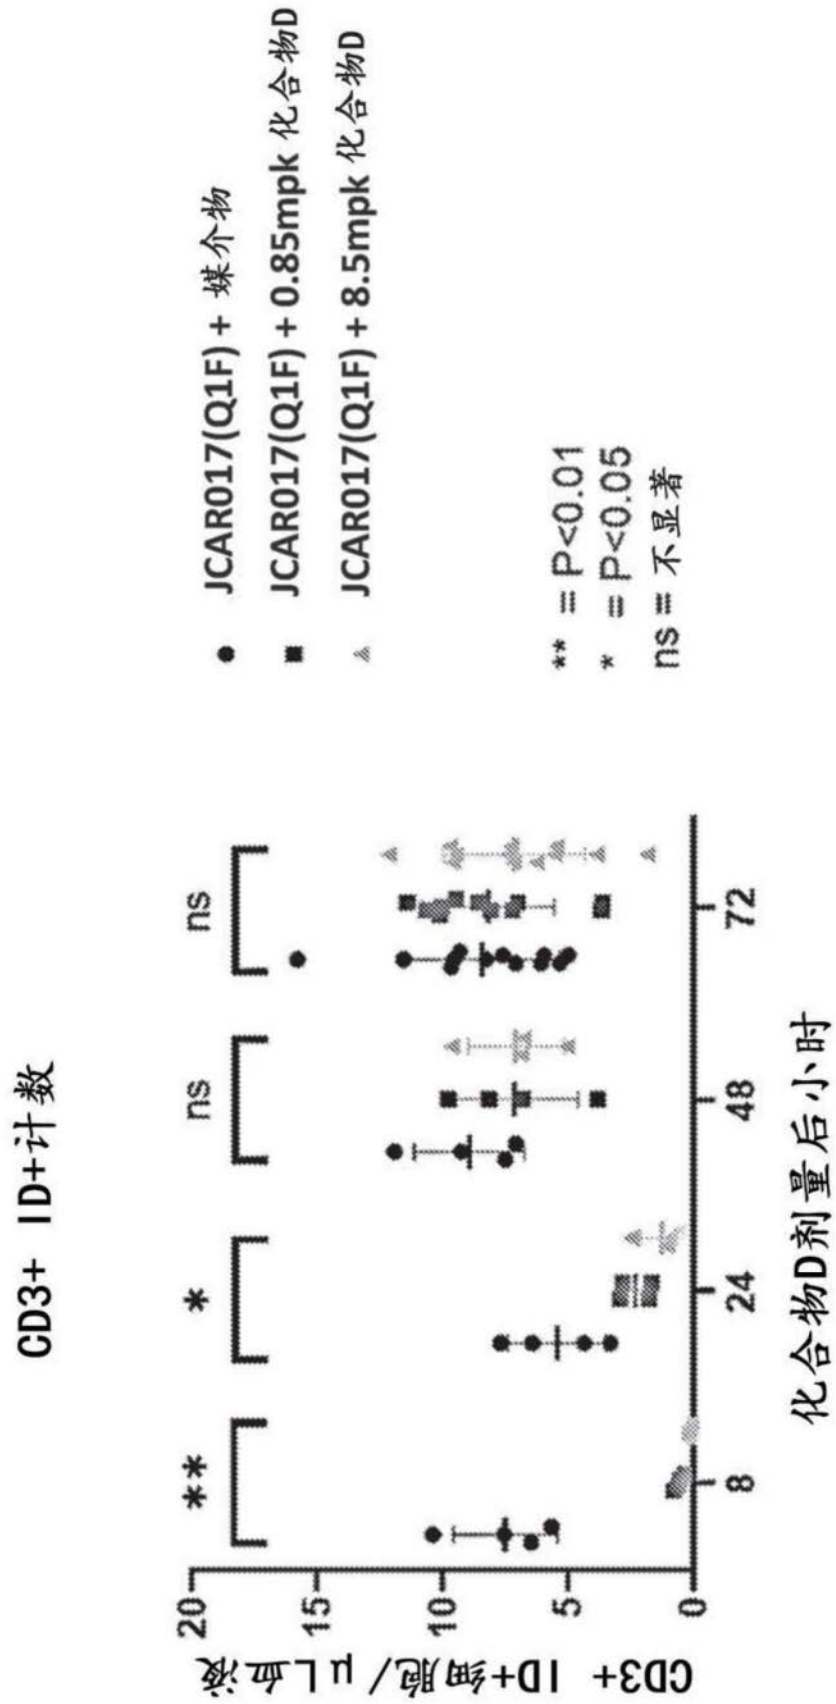 CD3+ ID+计数
CD3+ ID+细胞/μL血液
20
15
10
5
0
**
*
ns
ns
8
24
48
72
化合物D剂量后小时
JCAR017(Q1F) + 媒介物
JCAR017(Q1F) + 0.85mpk 化合物D
JCAR017(Q1F) + 8.5mpk 化合物D
** = P<0.01
* = P<0.05
ns = 不显著